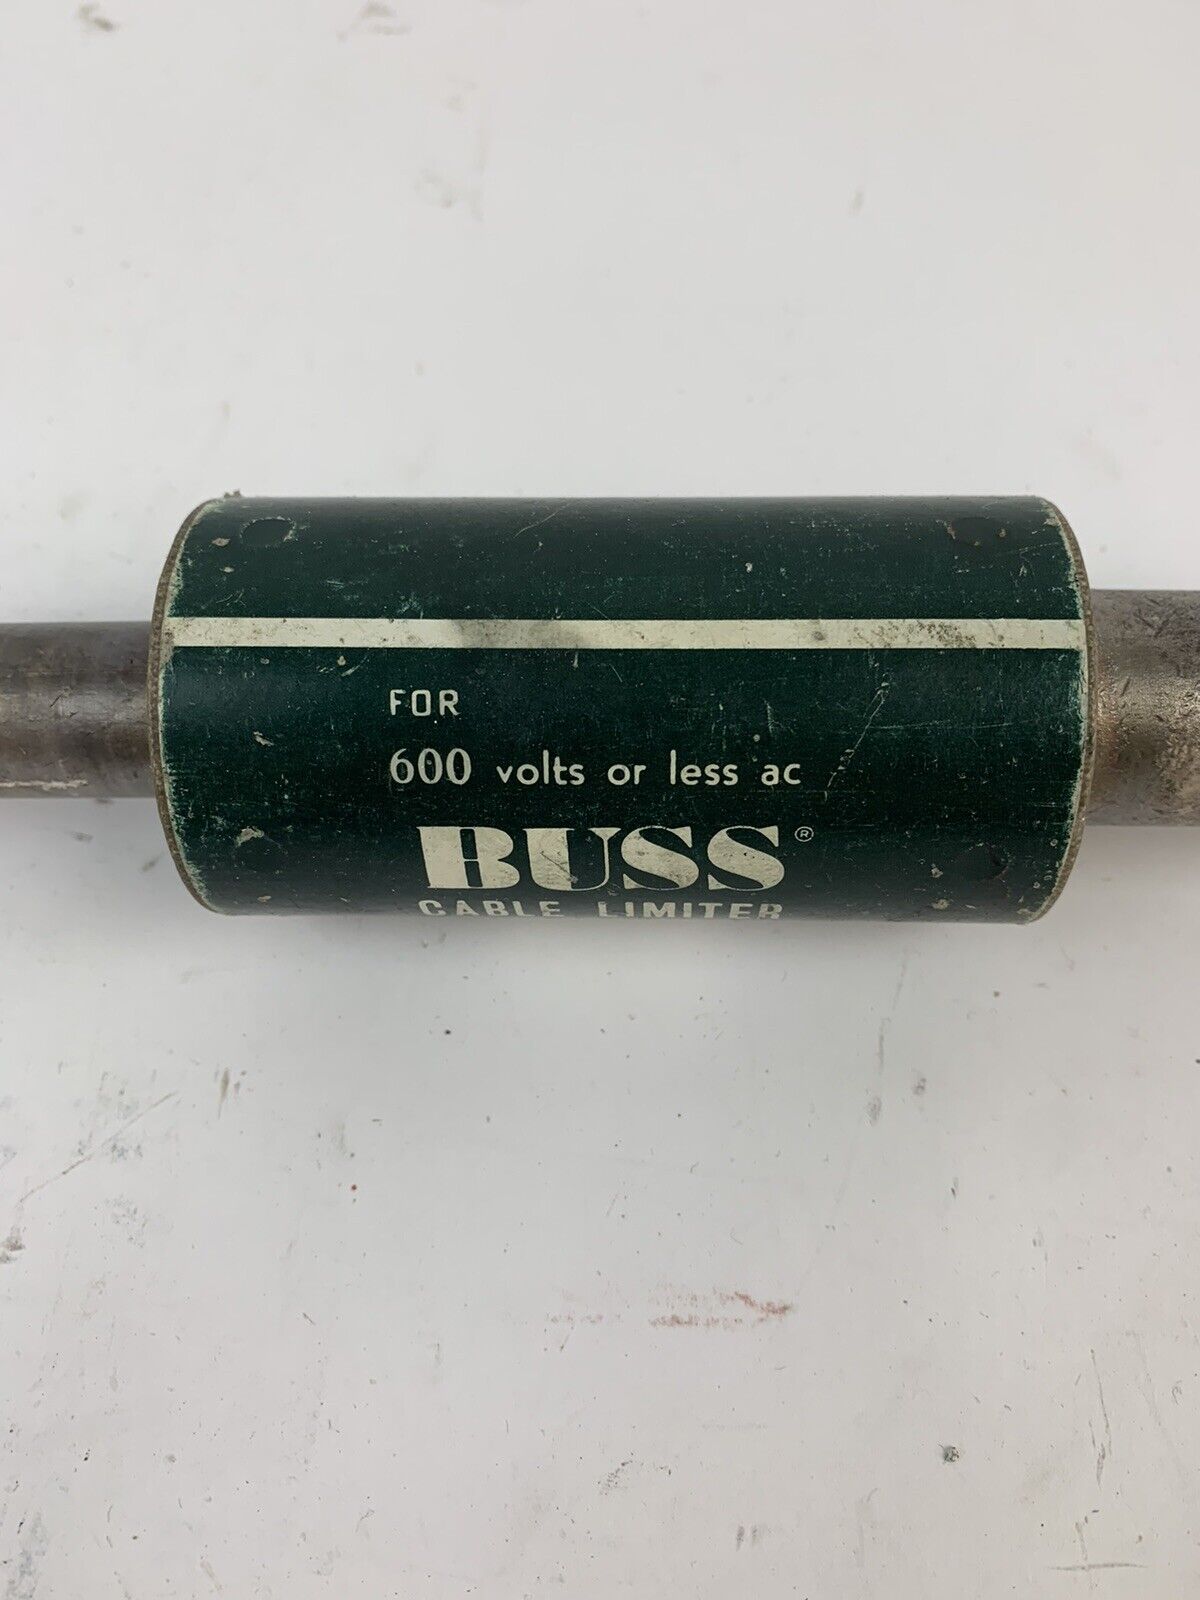 FOR
600 volts or less ac
BUSS®
CABLE LIMITER